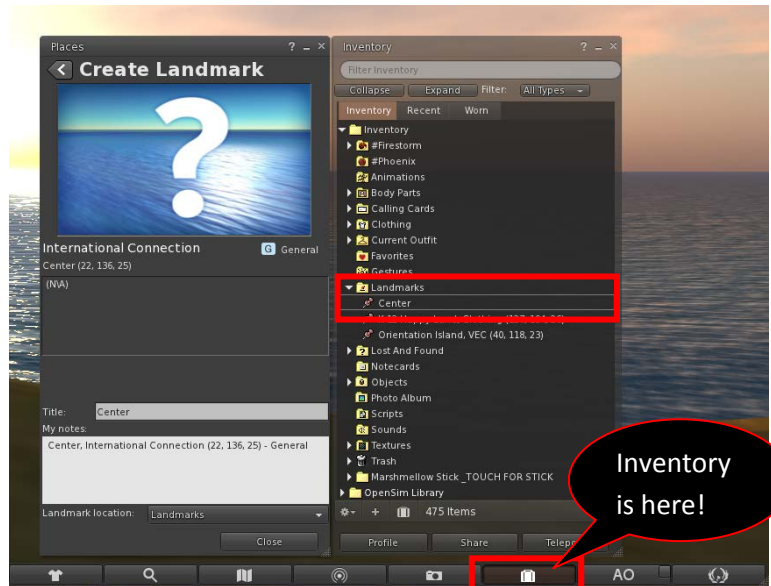 Places ? – ×
Create Landmark
?
International Connection G General
Center (22, 136, 25)
(N\A)
Title: Center
My notes:
Center, International Connection (22, 136, 25) - General
Landmark location: Landmarks
Close
Inventory ? – ×
Filter Inventory
Collapse Expand Filter: All Types
Inventory Recent Worn
Inventory
#Firestorm
#Phoenix
Animations
Body Parts
Calling Cards
Clothing
Current Outfit
Favorites
Gestures
Landmarks
Center
Orientation Island, VEC (40, 118, 23)
Lost And Found
Notecards
Objects
Photo Album
Scripts
Sounds
Textures
Trash
Marshmellow Stick _TOUCH FOR STICK
OpenSim Library
+ 475 Items
Profile Share
Inventory
is here!
AO